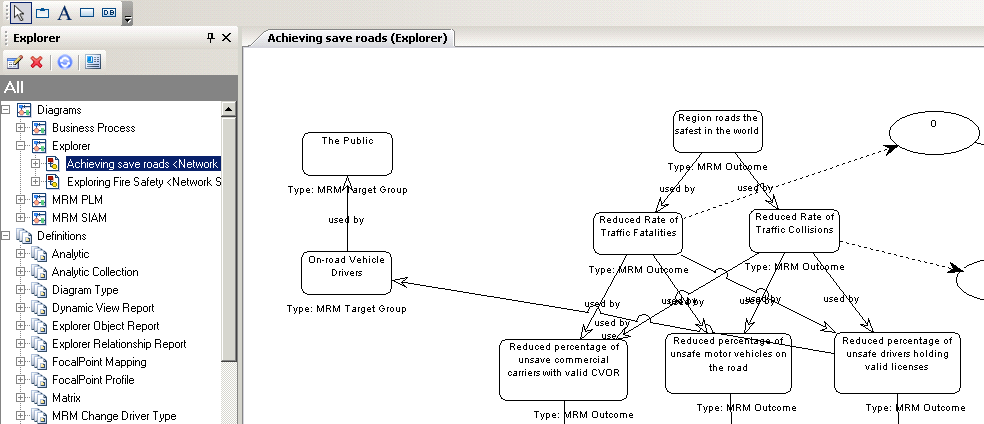 A DB
Explorer
Achieving save roads (Explorer)
All
Diagrams
Business Process
Explorer
Achieving save roads <Network
Exploring Fire Safety <Network S
MRM PLM
MRM SIAM
Definitions
Analytic
Analytic Collection
Diagram Type
Dynamic View Report
Explorer Object Report
Explorer Relationship Report
FocalPoint Mapping
FocalPoint Profile
Matrix
MRM Change Driver Type
The Public
Type: MRM Target Group
used by
On-road Vehicle
Drivers
Type: MRM Target Group
Region roads the
safest in the world
Type: MRM Outcome
used by
used by
0
Reduced Rate of
Traffic Fatalities
Type: MRM Outcome
Reduced Rate of
Traffic Collisions
Type: MRM Outcome
used by
used by
used by
used by
used by
used by
used by
use
Reduced percentage of
unsave commercial
carriers with valid CVOR
Type: MRM Outcome
Reduced percentage of
unsafe motor vehicles on
the road
Type: MRM Outcome
Reduced percentage of
unsafe drivers holding
valid licenses
Type: MRM Outcome